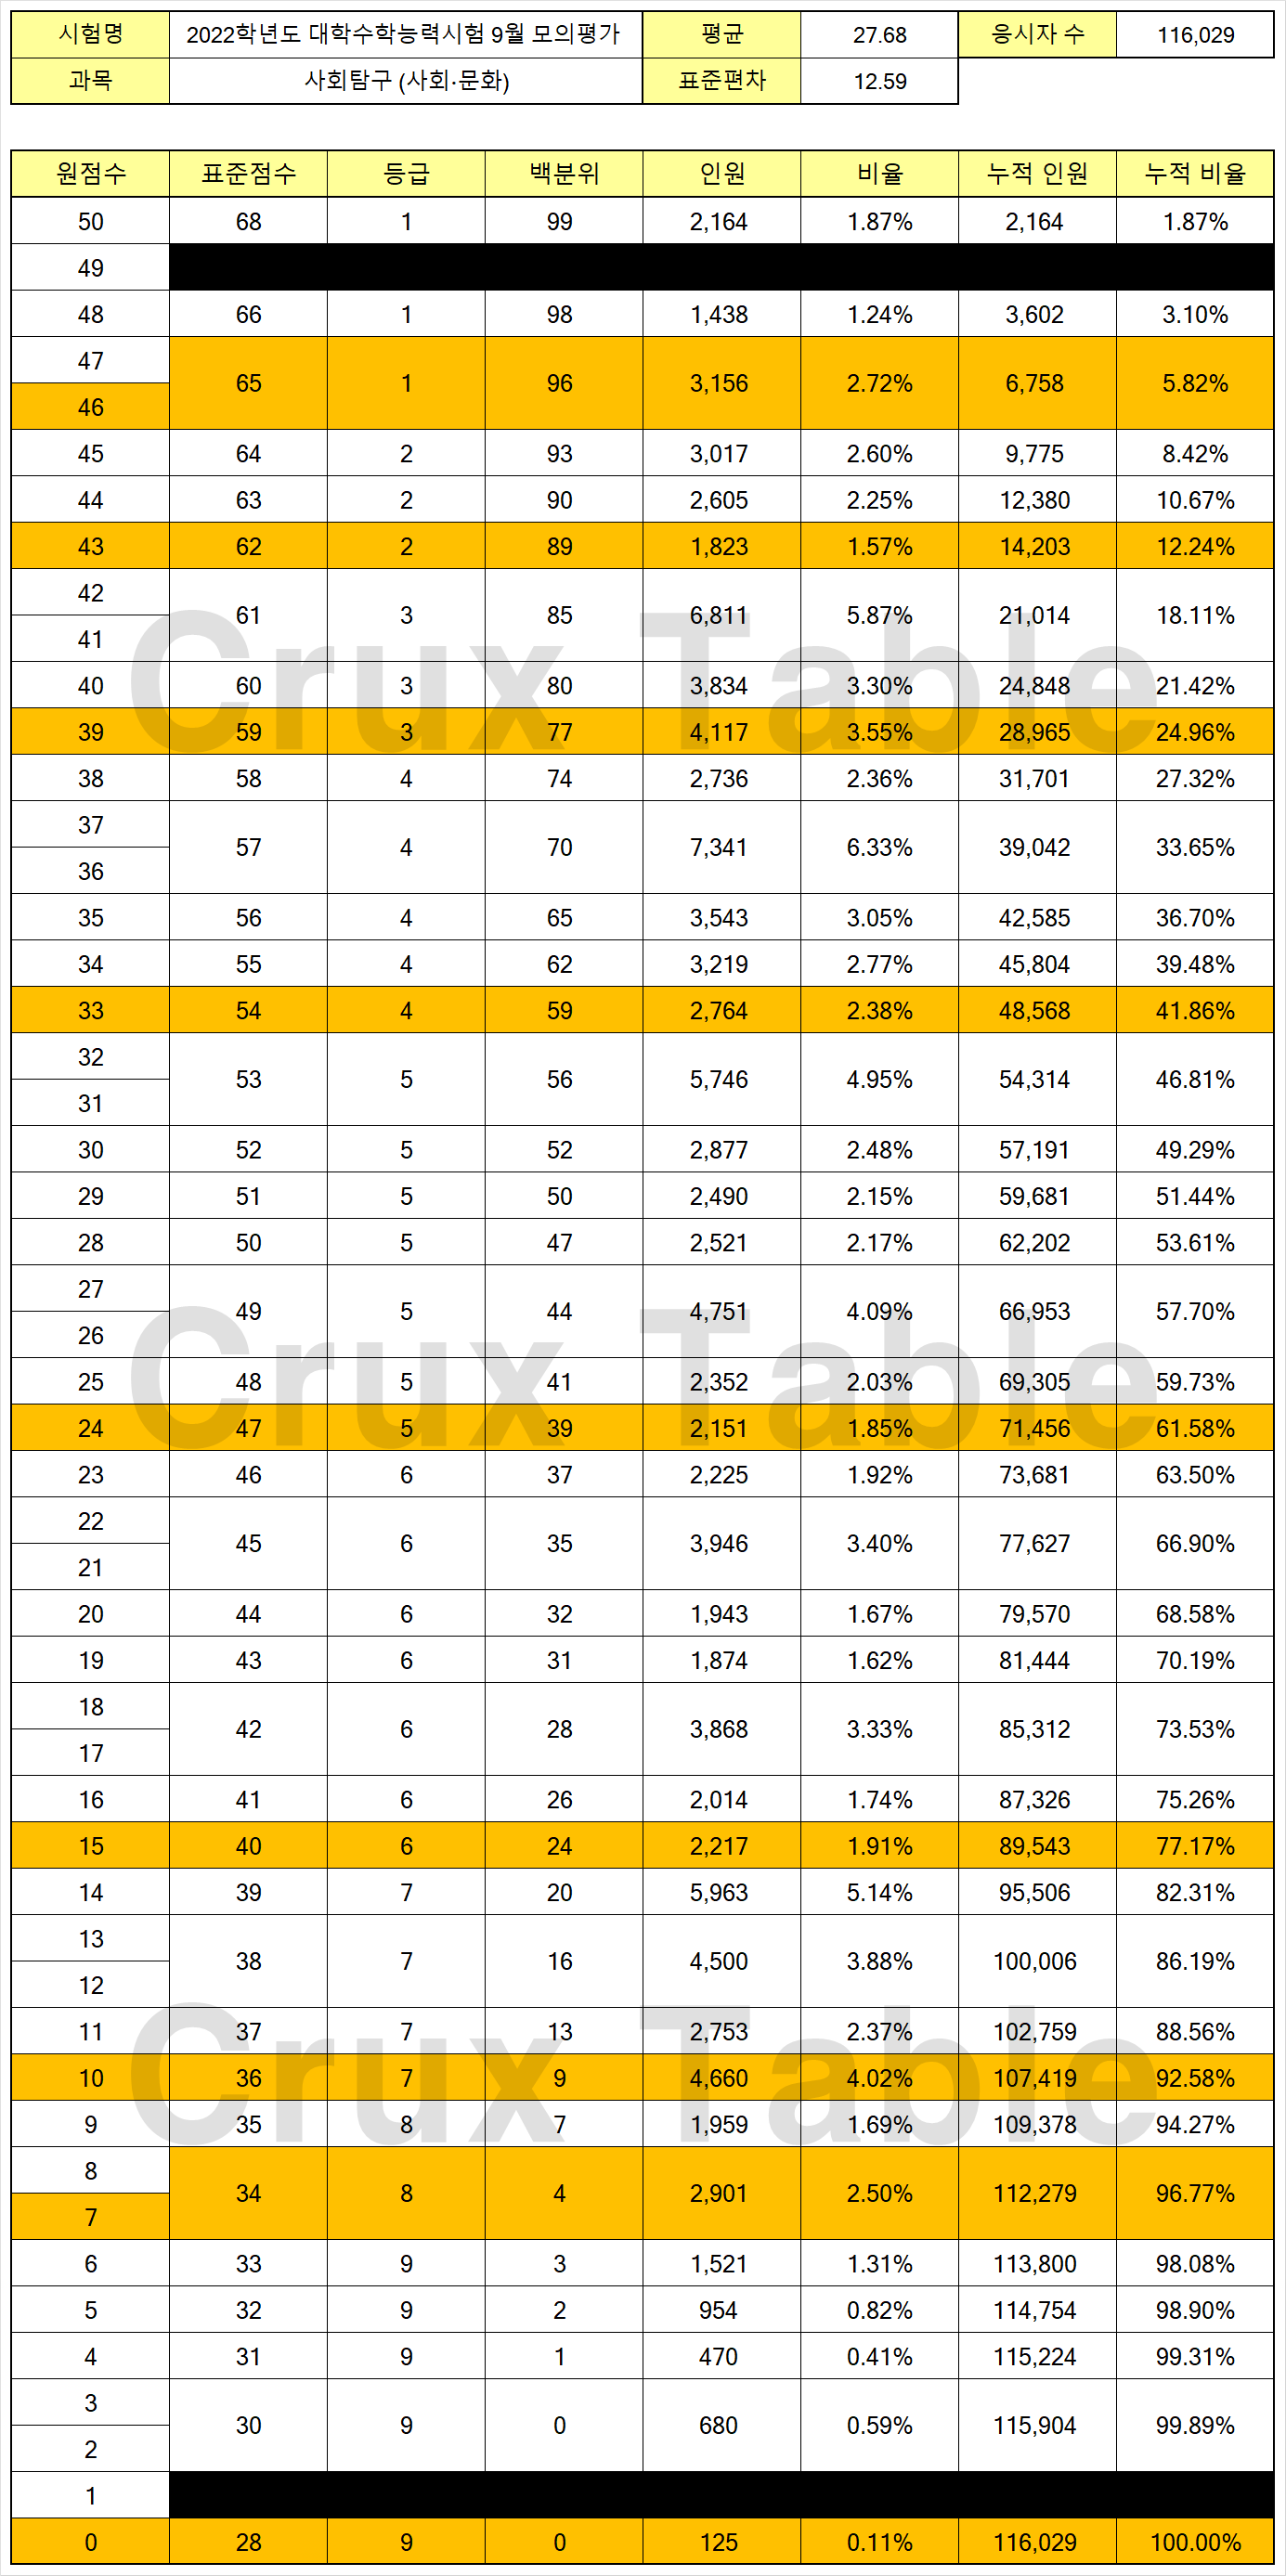 시험명 2022학년도 대학수학능력시험 9월 모의평가 평균 27.68 응시자 수 116,029
과목 사회탐구 (사회·문화) 표준편차 12.59
원점수 표준점수 등급 백분위 인원 비율 누적 인원 누적 비율
50 68 1 99 2,164 1.87% 2,164 1.87%
49
48 66 1 98 1,438 1.24% 3,602 3.10%
47
65 1 96 3,156 2.72% 6,758 5.82%
46
45 64 2 93 3,017 2.60% 9,775 8.42%
44 63 2 90 2,605 2.25% 12,380 10.67%
43 62 2 89 1,823 1.57% 14,203 12.24%
42
61 3 85 6,811 5.87% 21,014 18.11%
41
Crux Table
40 60 3 80 3,834 3.30% 24,848 21.42%
39 59 3 77 4,117 3.55% 28,965 24.96%
38 58 4 74 2,736 2.36% 31,701 27.32%
37
57 4 70 7,341 6.33% 39,042 33.65%
36
35 56 4 65 3,543 3.05% 42,585 36.70%
34 55 4 62 3,219 2.77% 45,804 39.48%
33 54 4 59 2,764 2.38% 48,568 41.86%
32
53 5 56 5,746 4.95% 54,314 46.81%
31
30 52 5 52 2,877 2.48% 57,191 49.29%
29 51 5 50 2,490 2.15% 59,681 51.44%
28 50 5 47 2,521 2.17% 62,202 53.61%
27
49 5 44 4,751 4.09% 66,953 57.70%
26
Crux Table
25 48 5 41 2,352 2.03% 69,305 59.73%
24 47 5 39 2,151 1.85% 71,456 61.58%
23 46 6 37 2,225 1.92% 73,681 63.50%
22
45 6 35 3,946 3.40% 77,627 66.90%
21
20 44 6 32 1,943 1.67% 79,570 68.58%
19 43 6 31 1,874 1.62% 81,444 70.19%
18
42 6 28 3,868 3.33% 85,312 73.53%
17
16 41 6 26 2,014 1.74% 87,326 75.26%
15 40 6 24 2,217 1.91% 89,543 77.17%
14 39 7 20 5,963 5.14% 95,506 82.31%
13
38 7 16 4,500 3.88% 100,006 86.19%
12
11 37 7 13 2,753 2.37% 102,759 88.56%
Crux Table
10 36 7 9 4,660 4.02% 107,419 92.58%
9 35 8 7 1,959 1.69% 109,378 94.27%
8
34 8 4 2,901 2.50% 112,279 96.77%
7
6 33 9 3 1,521 1.31% 113,800 98.08%
5 32 9 2 954 0.82% 114,754 98.90%
4 31 9 1 470 0.41% 115,224 99.31%
3
30 9 0 680 0.59% 115,904 99.89%
2
1
0 28 9 0 125 0.11% 116,029 100.00%